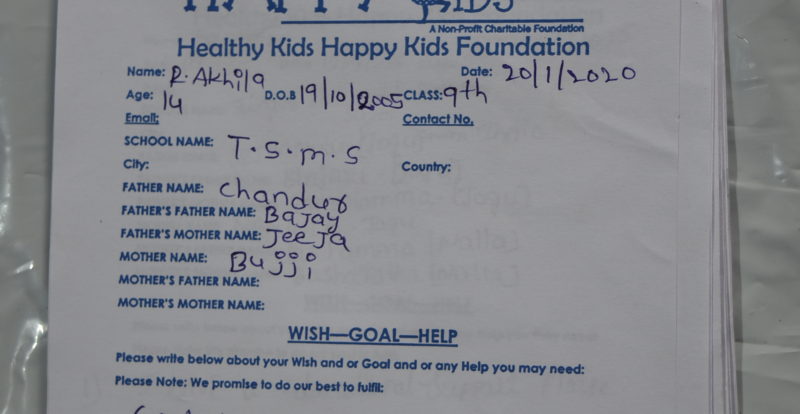 HAPPY KIDS
A Non-Profit Charitable Foundation
Healthy Kids Happy Kids Foundation
Name: R. Akhila Date: 20/1/2020
Age: 14 D.O.B 19/10/2005 CLASS: 9th
Email: Contact No.
SCHOOL NAME: T.S.M.S
City: Country:
FATHER NAME: Chandur
FATHER'S FATHER NAME: Bajay
FATHER'S MOTHER NAME: Jeeja
MOTHER NAME: Bujji
MOTHER'S FATHER NAME:
MOTHER'S MOTHER NAME:
WISH—GOAL—HELP
Please write below about your Wish and or Goal and or any Help you may need:
Please Note: We promise to do our best to fulfil: